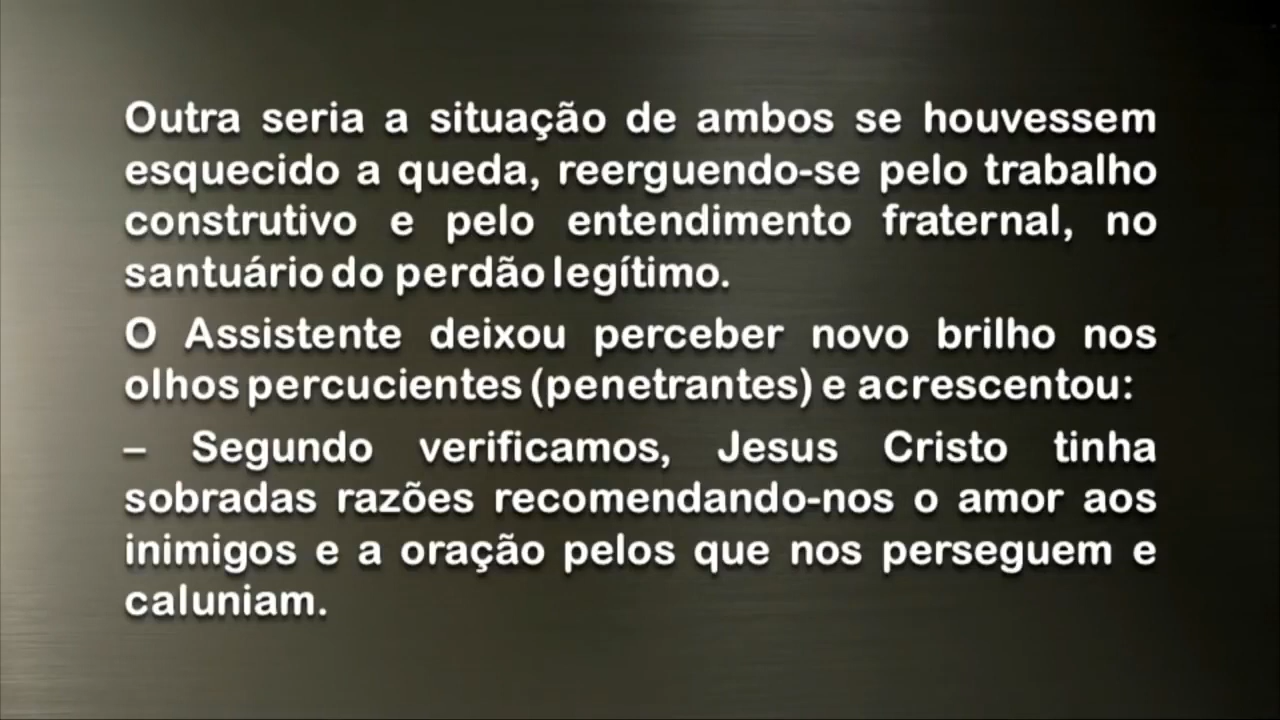 Outra seria a situação de ambos se houvessem
esquecido a queda, reerguendo-se pelo trabalho
construtivo e pelo entendimento fraternal, no
santuário do perdão legítimo.
O Assistente deixou perceber novo brilho nos
olhos percucientes (penetrantes) e acrescentou:
– Segundo verificamos, Jesus Cristo tinha
sobradas razões recomendando-nos o amor aos
inimigos e a oração pelos que nos perseguem e
caluniam.